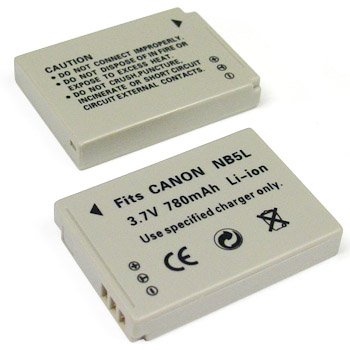 CAUTION
● DO NOT CONNECT IMPROPERLY.
● DO NOT DISPOSE OF IN FIRE
OR EXPOSE TO EXCESS HEAT.
● DO NOT CRUSH,PUNCTURE.
INCINERATE OR SHORT CIRCUIT
EXTERNAL CONTACTS.
Fits CANON NB5L
3.7V 780mAh Li-ion
Use specified charger only
CE